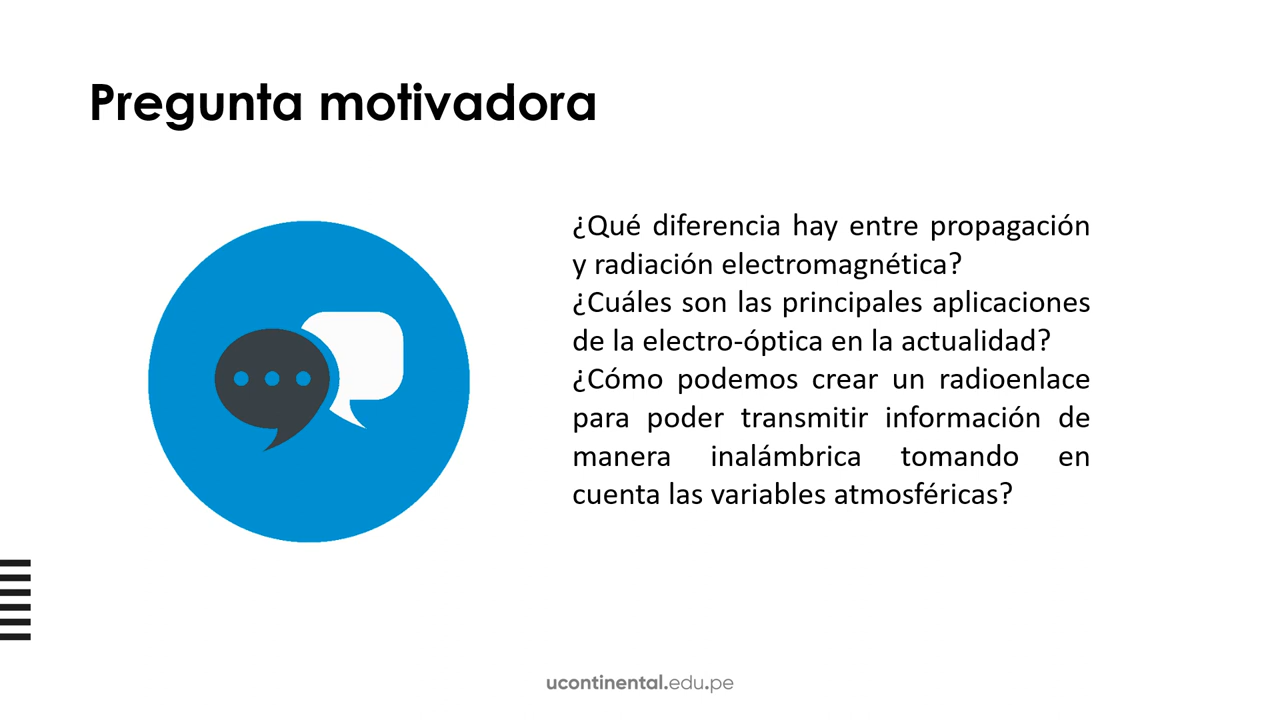 Pregunta motivadora
¿Qué diferencia hay entre propagación
y radiación electromagnética?
¿Cuáles son las principales aplicaciones
de la electro-óptica en la actualidad?
¿Cómo podemos crear un radioenlace
para poder transmitir información de
manera inalámbrica tomando en
cuenta las variables atmosféricas?
ucontinental.edu.pe